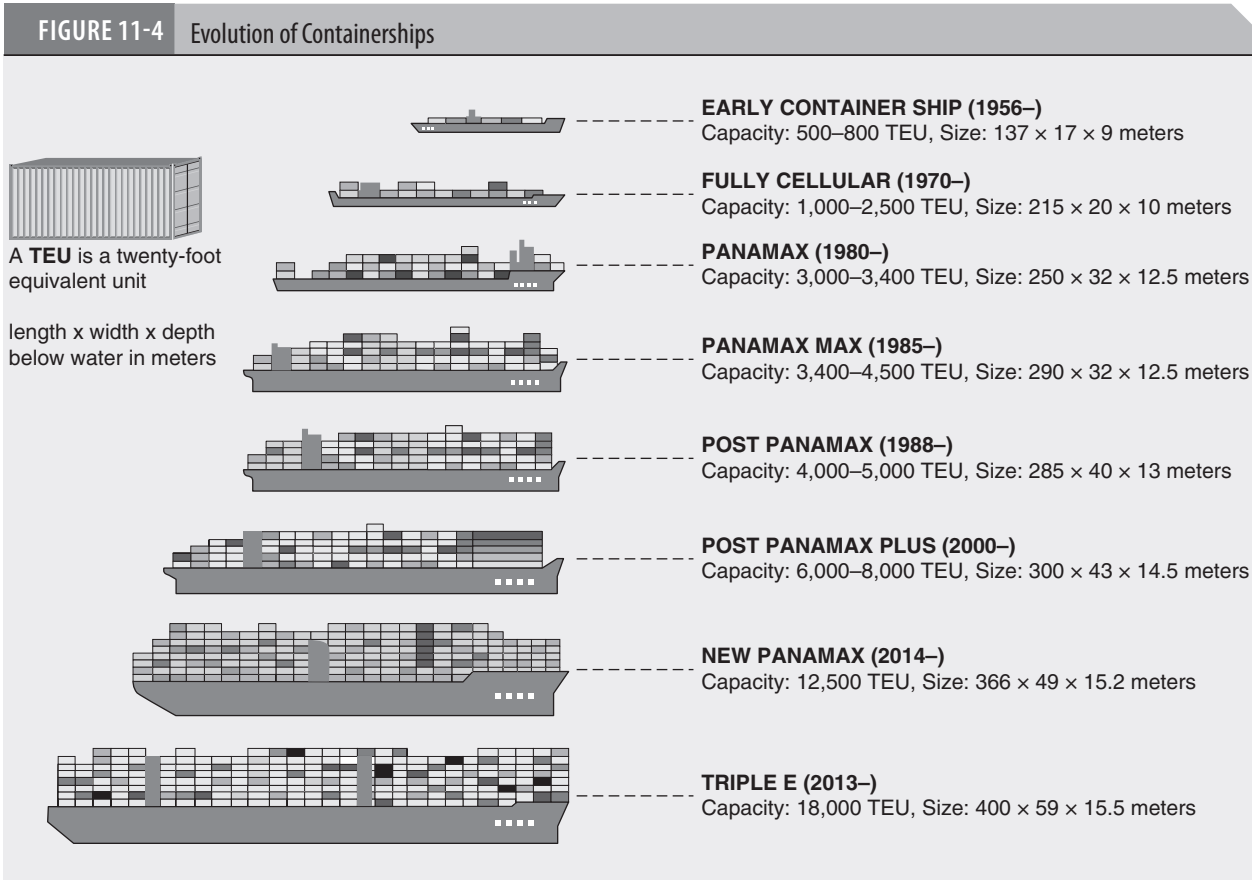 FIGURE 11-4 Evolution of Containerships
A TEU is a twenty-foot
equivalent unit
length x width x depth
below water in meters
EARLY CONTAINER SHIP (1956–)
Capacity: 500–800 TEU, Size: 137 × 17 × 9 meters
FULLY CELLULAR (1970–)
Capacity: 1,000–2,500 TEU, Size: 215 × 20 × 10 meters
PANAMAX (1980–)
Capacity: 3,000–3,400 TEU, Size: 250 × 32 × 12.5 meters
PANAMAX MAX (1985–)
Capacity: 3,400–4,500 TEU, Size: 290 × 32 × 12.5 meters
POST PANAMAX (1988–)
Capacity: 4,000–5,000 TEU, Size: 285 × 40 × 13 meters
POST PANAMAX PLUS (2000–)
Capacity: 6,000–8,000 TEU, Size: 300 × 43 × 14.5 meters
NEW PANAMAX (2014–)
Capacity: 12,500 TEU, Size: 366 × 49 × 15.2 meters
TRIPLE E (2013–)
Capacity: 18,000 TEU, Size: 400 × 59 × 15.5 meters